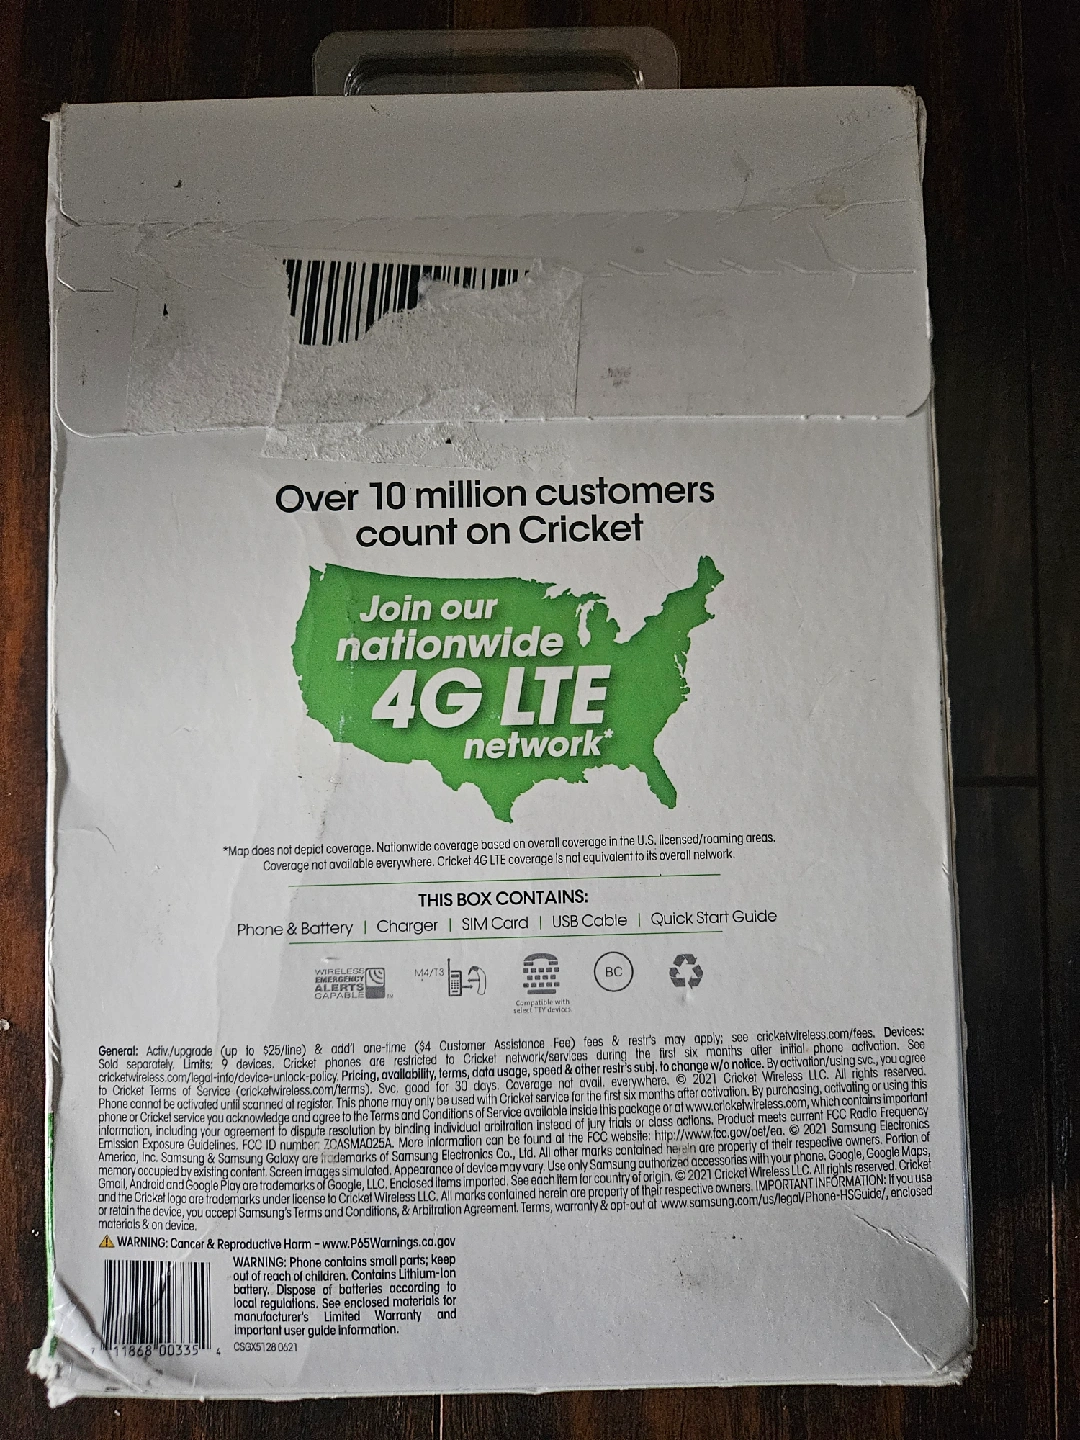 Over 10 million customers
count on Cricket
Join our
nationwide
4G LTE
network*
*Map does not depict coverage. Nationwide coverage based on overall coverage in the U.S. licensed/roaming areas.
Coverage not available everywhere. Cricket 4G LTE coverage is not equivalent to its overall network.
THIS BOX CONTAINS:
Phone & Battery | Charger | SIM Card | USB Cable | Quick Start Guide
WIRELESS
EMERGENCY
ALERTS
CAPABLE
TM
M4/T3
Compatible with
select TTY devices
BC
General: Activ./upgrade (up to $25/line) & add'l one-time ($4 Customer Assistance Fee) fees & restr's may apply; see cricketwireless.com/fees. Devices:
Sold separately. Limits: 9 devices. Cricket phones are restricted to Cricket network/services during the first six months after initial phone activation. See
cricketwireless.com/legal-info/device-unlock-policy. Pricing, availability, terms, data usage, speed & other restr's subj. to change w/o notice. By activation/using svc., you agree
to Cricket Terms of Service (cricketwireless.com/terms). Svc. good for 30 days. Coverage not avail. everywhere. © 2021 Cricket Wireless LLC. All rights reserved.
Phone cannot be activated until scanned at register. This phone may only be used with Cricket service for the first six months after activation. By purchasing, activating or using this
phone or Cricket service you acknowledge and agree to the Terms and Conditions of Service available inside this package or at www.cricketwireless.com, which contains important
information, including your agreement to dispute resolution by binding individual arbitration instead of jury trials or class actions. Product meets current FCC Radio Frequency
Emission Exposure Guidelines. FCC ID number: ZCASMA025A. More information can be found at the FCC website: http://www.fcc.gov/oet/ea. © 2021 Samsung Electronics
America, Inc. Samsung & Samsung Galaxy are trademarks of Samsung Electronics Co., Ltd. All other marks contained herein are property of their respective owners. Portion of
memory occupied by existing content. Screen images simulated. Appearance of device may vary. Use only Samsung authorized accessories with your phone. Google, Google Maps,
Gmail, Android and Google Play are trademarks of Google, LLC. Enclosed items imported. See each item for country of origin. © 2021 Cricket Wireless LLC. All rights reserved. Cricket
and the Cricket logo are trademarks under license to Cricket Wireless LLC. All marks contained herein are property of their respective owners. IMPORTANT INFORMATION: If you use
or retain the device, you accept Samsung's Terms and Conditions, & Arbitration Agreement. Terms, warranty & opt-out at www.samsung.com/us/legal/Phone-HSGuide/, enclosed
materials & on device.
WARNING: Cancer & Reproductive Harm - www.P65Warnings.ca.gov
WARNING: Phone contains small parts; keep
out of reach of children. Contains Lithium-Ion
battery. Dispose of batteries according to
local regulations. See enclosed materials for
manufacturer's Limited Warranty and
important user guide information.
11868 00335 4
CSGX5128 0621